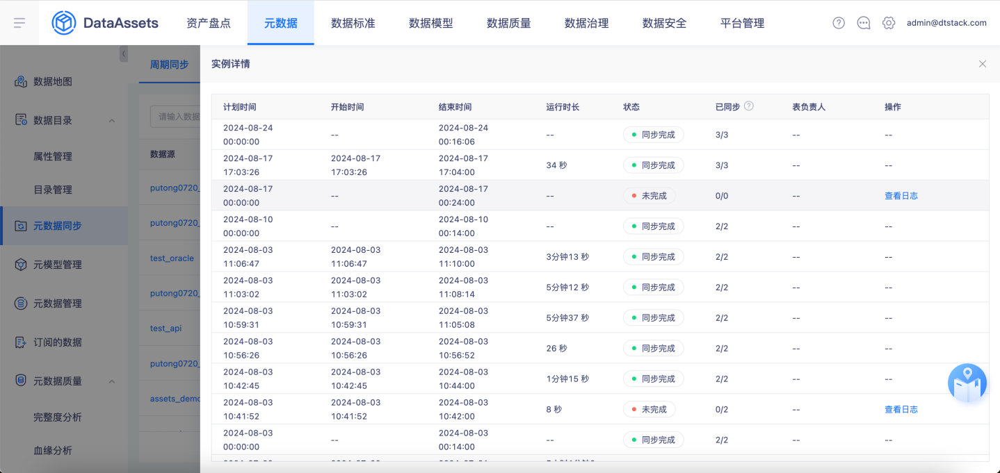 DataAssets
资产盘点
元数据
数据标准
数据模型
数据质量
数据治理
数据安全
平台管理
admin@dtstack.com
数据地图
数据目录
属性管理
目录管理
元数据同步
元模型管理
元数据管理
订阅的数据
元数据质量
完整度分析
血缘分析
周期同步
请输入数据
数据源
putong0720_
putong0720_
test_oracle
putong0720_
test_api
putong0720_
assets_demo
实例详情
计划时间 开始时间 结束时间 运行时长 状态 已同步 表负责人 操作
2024-08-24 2024-08-24
00:00:00 -- 00:16:06 -- 同步完成 3/3 -- --
2024-08-17 2024-08-17 2024-08-17
17:03:26 17:03:26 17:04:00 34 秒 同步完成 3/3 -- --
2024-08-17 2024-08-17
00:00:00 -- 00:24:00 -- 未完成 0/0 -- 查看日志
2024-08-10 2024-08-10
00:00:00 -- 00:14:00 -- 同步完成 2/2 -- --
2024-08-03 2024-08-03 2024-08-03
11:06:47 11:06:47 11:10:00 3分钟13 秒 同步完成 2/2 -- --
2024-08-03 2024-08-03 2024-08-03
11:03:02 11:03:02 11:08:14 5分钟12 秒 同步完成 2/2 -- --
2024-08-03 2024-08-03 2024-08-03
10:59:31 10:59:31 11:05:08 5分钟37 秒 同步完成 2/2 -- --
2024-08-03 2024-08-03 2024-08-03
10:56:26 10:56:26 10:56:52 26 秒 同步完成 2/2 -- --
2024-08-03 2024-08-03 2024-08-03
10:42:45 10:42:45 10:44:00 1分钟15 秒 同步完成 2/2 -- --
2024-08-03 2024-08-03 2024-08-03
10:41:52 10:41:52 10:42:00 8 秒 未完成 0/2 -- 查看日志
2024-08-03 2024-08-03
00:00:00 -- 00:14:00 -- 同步完成 2/2 -- --